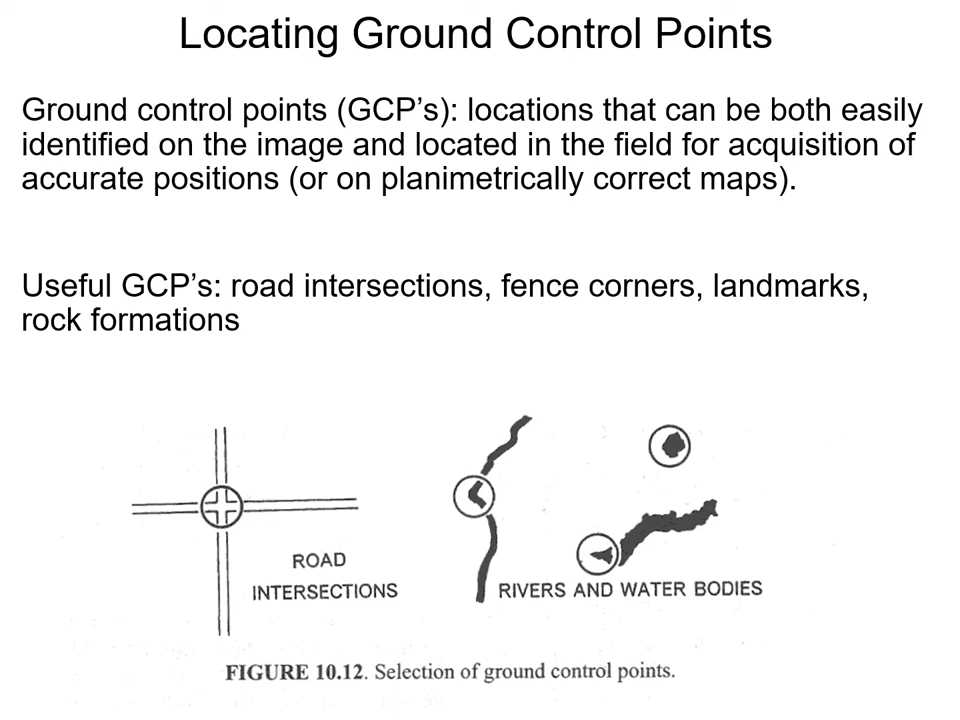 Locating Ground Control Points
Ground control points (GCP’s): locations that can be both easily
identified on the image and located in the field for acquisition of
accurate positions (or on planimetrically correct maps).
Useful GCP’s: road intersections, fence corners, landmarks,
rock formations
ROAD
INTERSECTIONS
RIVERS AND WATER BODIES
FIGURE 10.12. Selection of ground control points.